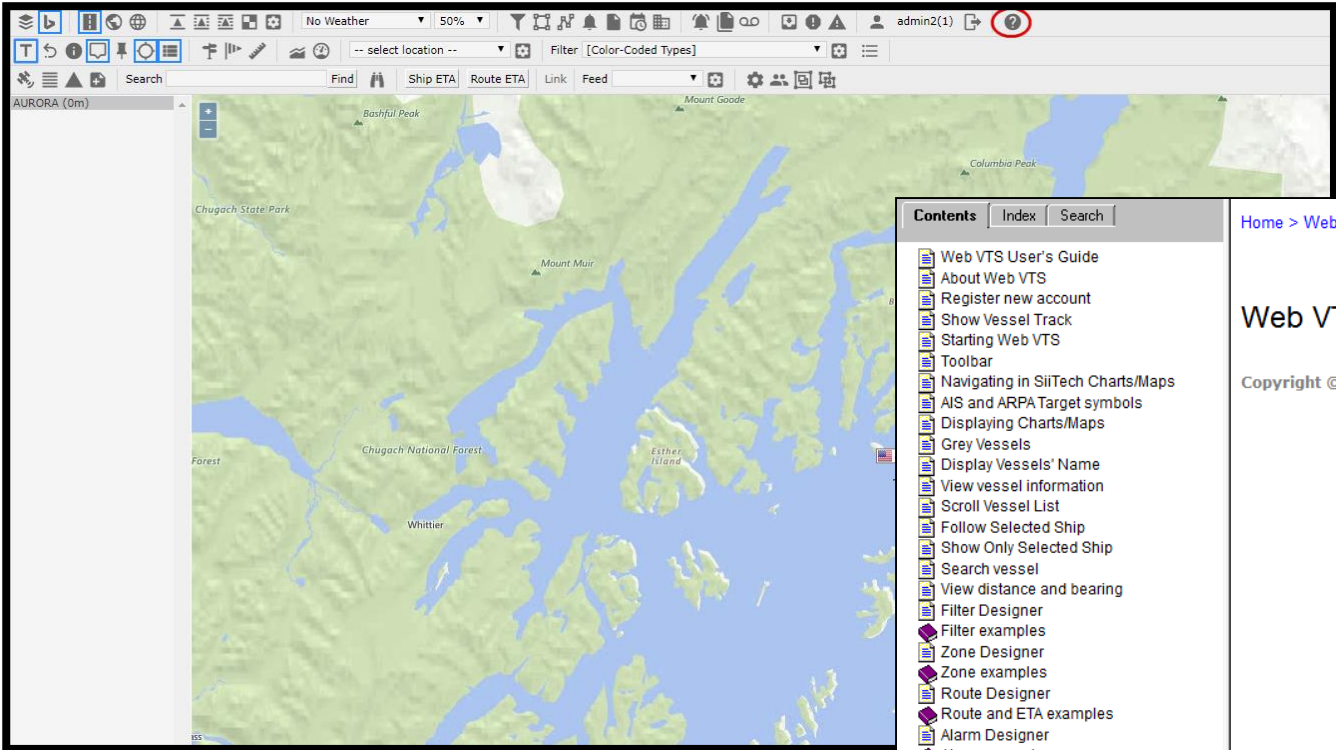 No Weather 50% admin2(1)
T -- select location -- Filter [Color-Coded Types]
Search Find Ship ETA Route ETA Link Feed
AURORA (0m)
+
−
Mount Goode
Bashful Peak
Columbia Peak
Chugach State Park
Mount Muir
Chugach National Forest
Forest
Esther
Island
Whittier
Contents Index Search
Home > Web
Web VTS User's Guide
About Web VTS
Register new account
Show Vessel Track
Starting Web VTS
Toolbar
Navigating in SiiTech Charts/Maps
AIS and ARPA Target symbols
Displaying Charts/Maps
Grey Vessels
Display Vessels' Name
View vessel information
Scroll Vessel List
Follow Selected Ship
Show Only Selected Ship
Search vessel
View distance and bearing
Filter Designer
Filter examples
Zone Designer
Zone examples
Route Designer
Route and ETA examples
Alarm Designer
Web VT
Copyright ©